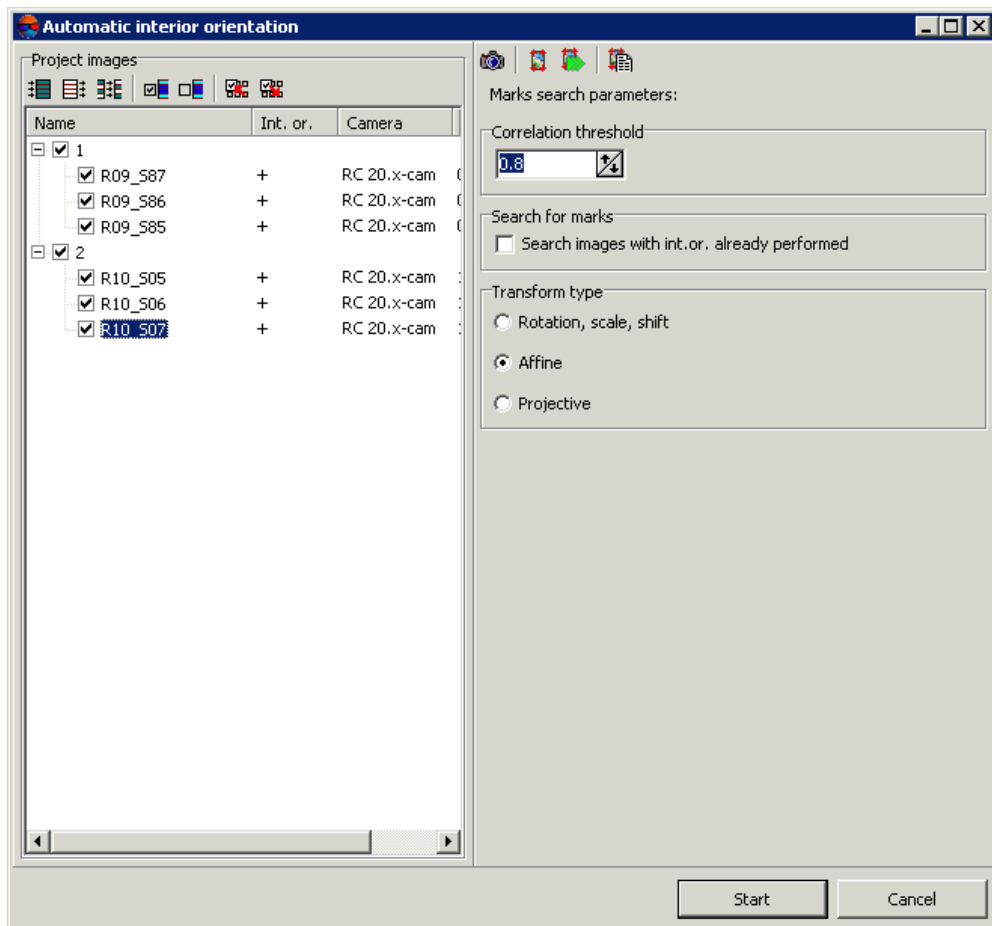 Automatic interior orientation
Project images
Name Int. or. Camera
1
R09_S87 + RC 20.x-cam
R09_S86 + RC 20.x-cam
R09_S85 + RC 20.x-cam
2
R10_S05 + RC 20.x-cam
R10_S06 + RC 20.x-cam
R10_S07 + RC 20.x-cam
Marks search parameters:
Correlation threshold
0.8
Search for marks
Search images with int.or. already performed
Transform type
Rotation, scale, shift
Affine
Projective
Start Cancel